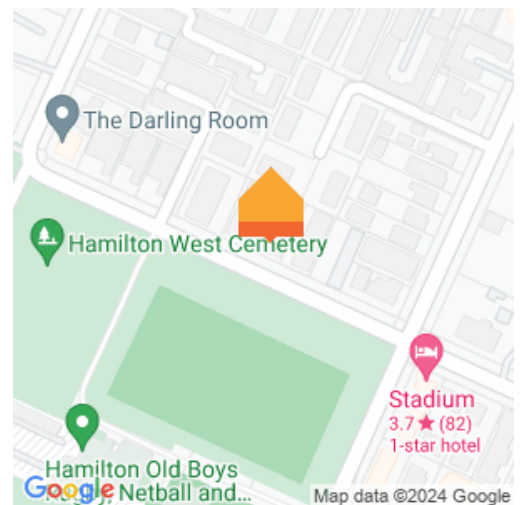 The Darling Room
Hamilton West Cemetery
Stadium
3.7★ (82)
1-star hotel
Hamilton Old Boys
Rugby, Netball and...
Google
Map data ©2024 Google